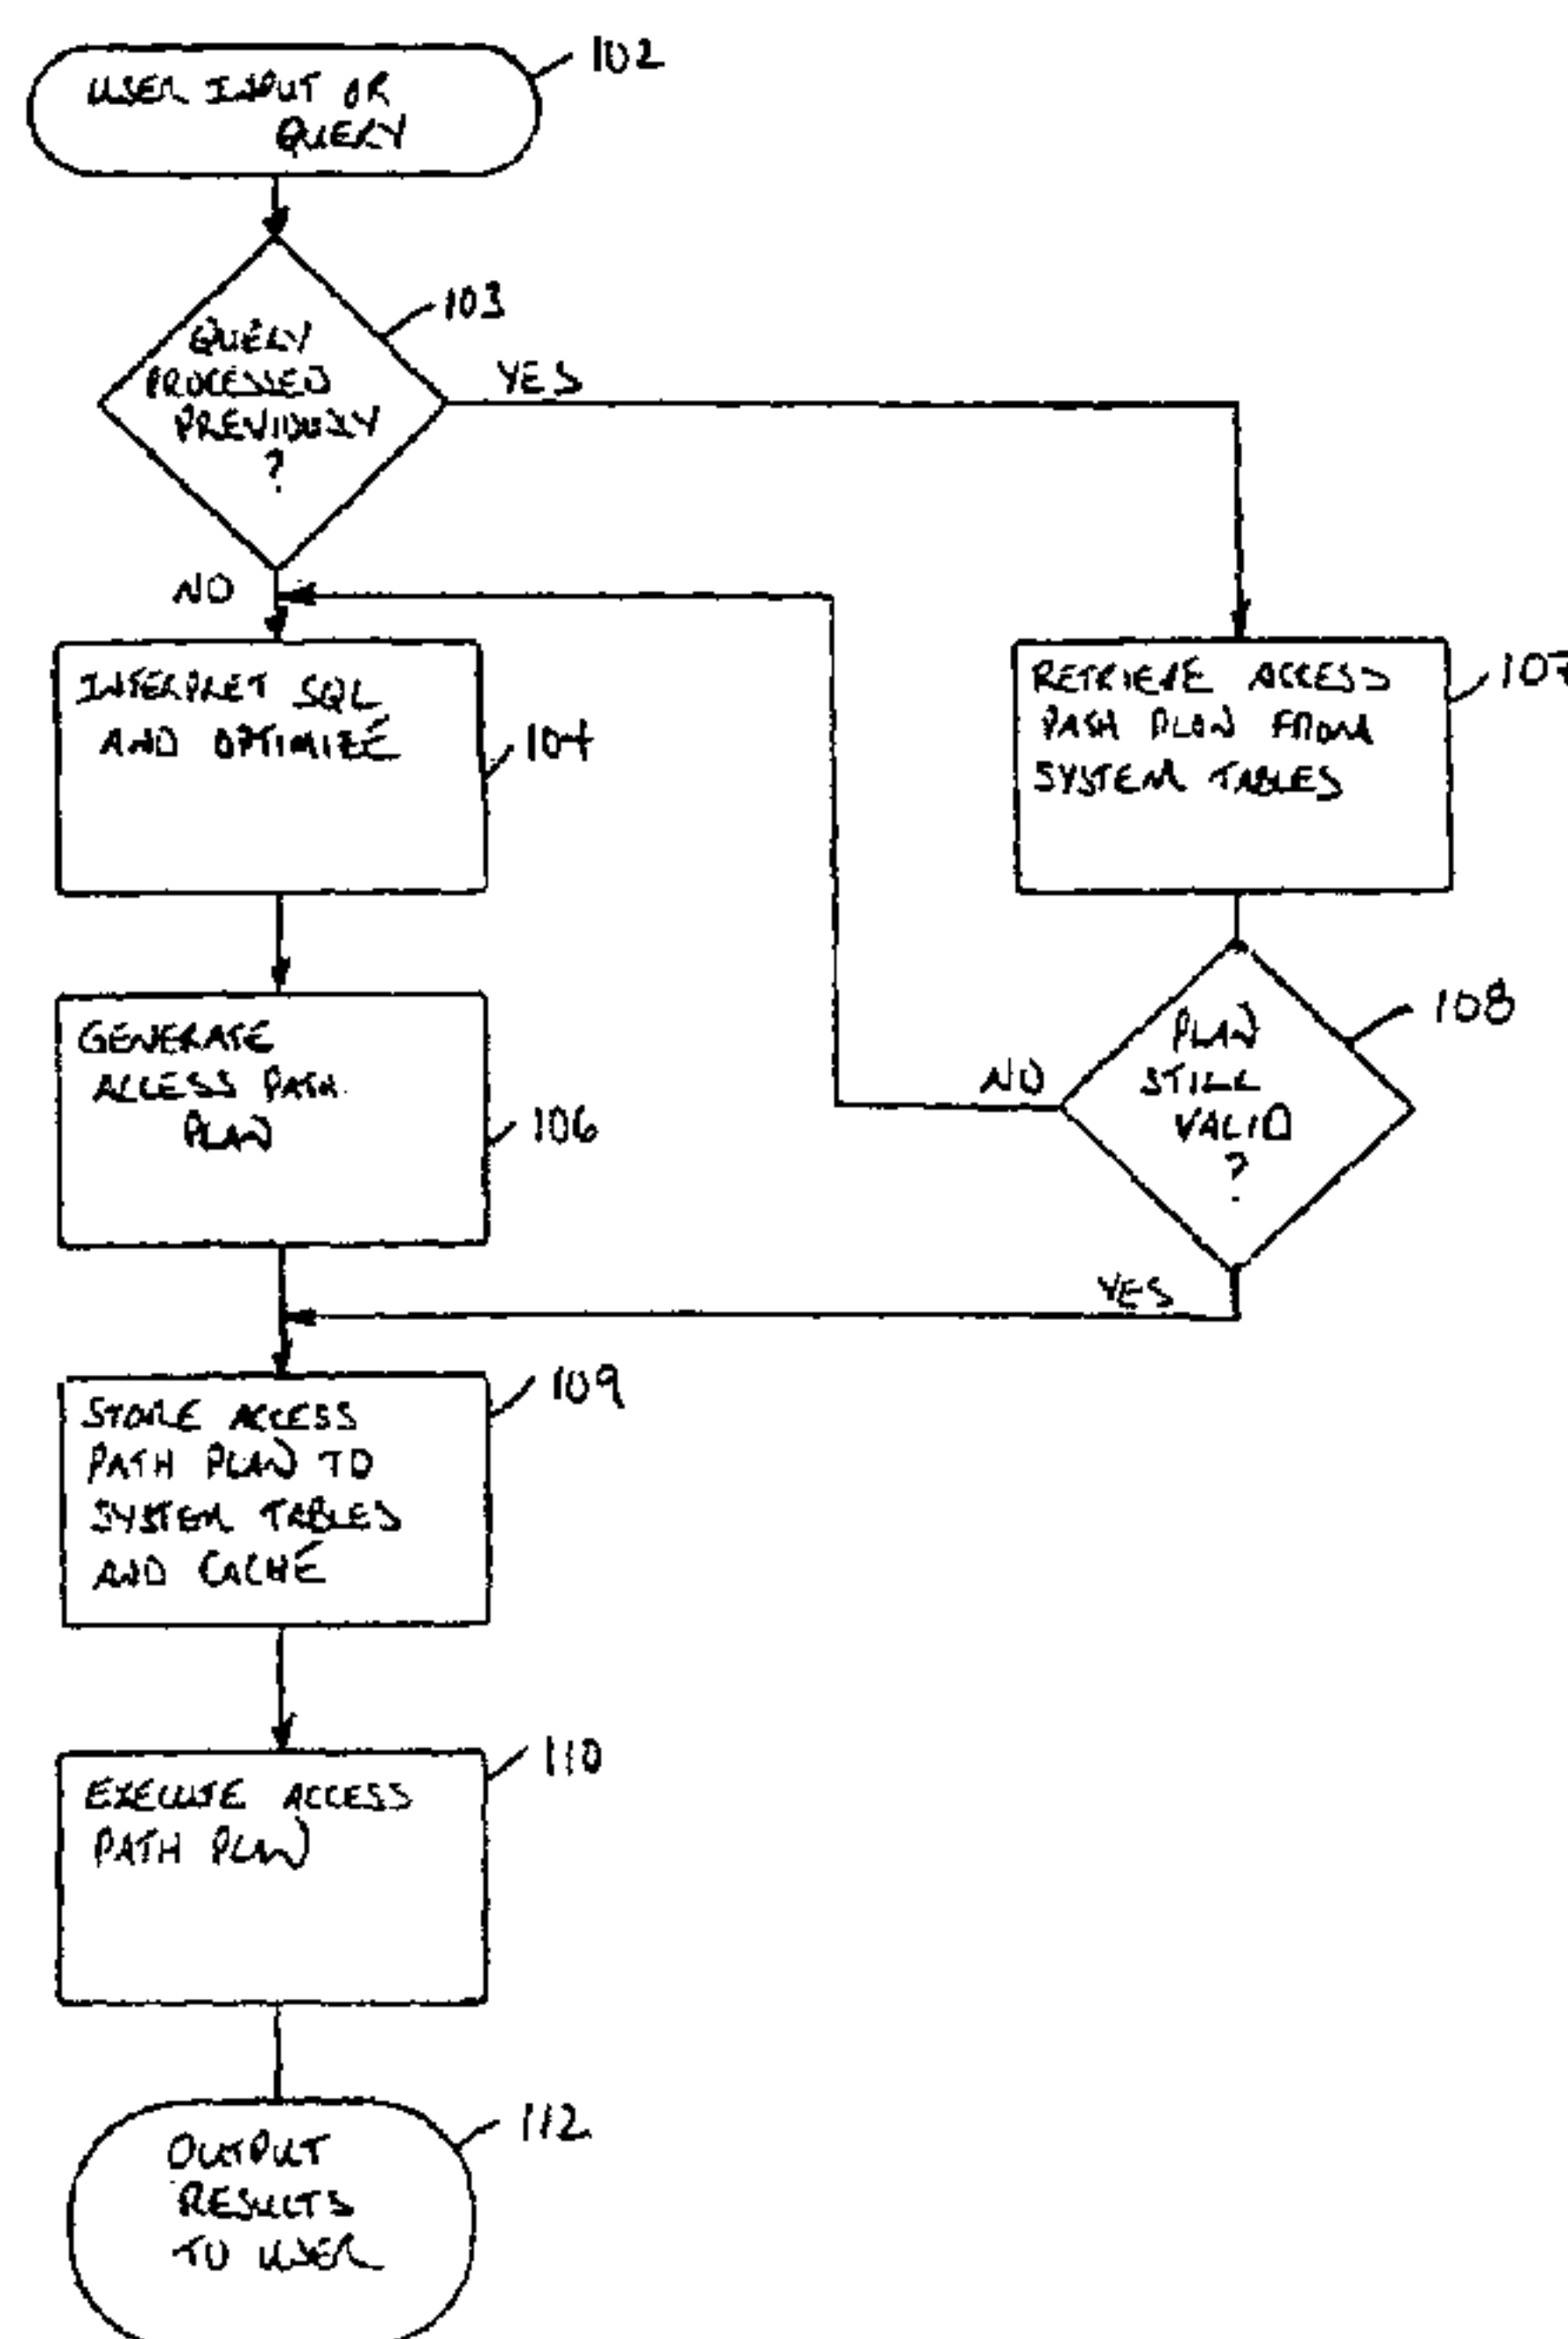 102
USER INPUT OR
QUERY
103
QUERY
PROCESSED
PREVIOUSLY
?
YES
NO
INTERPRET SQL
AND OPTIMIZE
104
RETRIEVE ACCESS
PATH PLAN FROM
SYSTEM TABLES
107
GENERATE
ACCESS PATH
PLAN
106
PLAN
STILL
VALID
?
108
NO
YES
109
STORE ACCESS
PATH PLAN TO
SYSTEM TABLES
AND CACHE
110
EXECUTE ACCESS
PATH PLAN
112
OUTPUT
RESULTS
TO USER